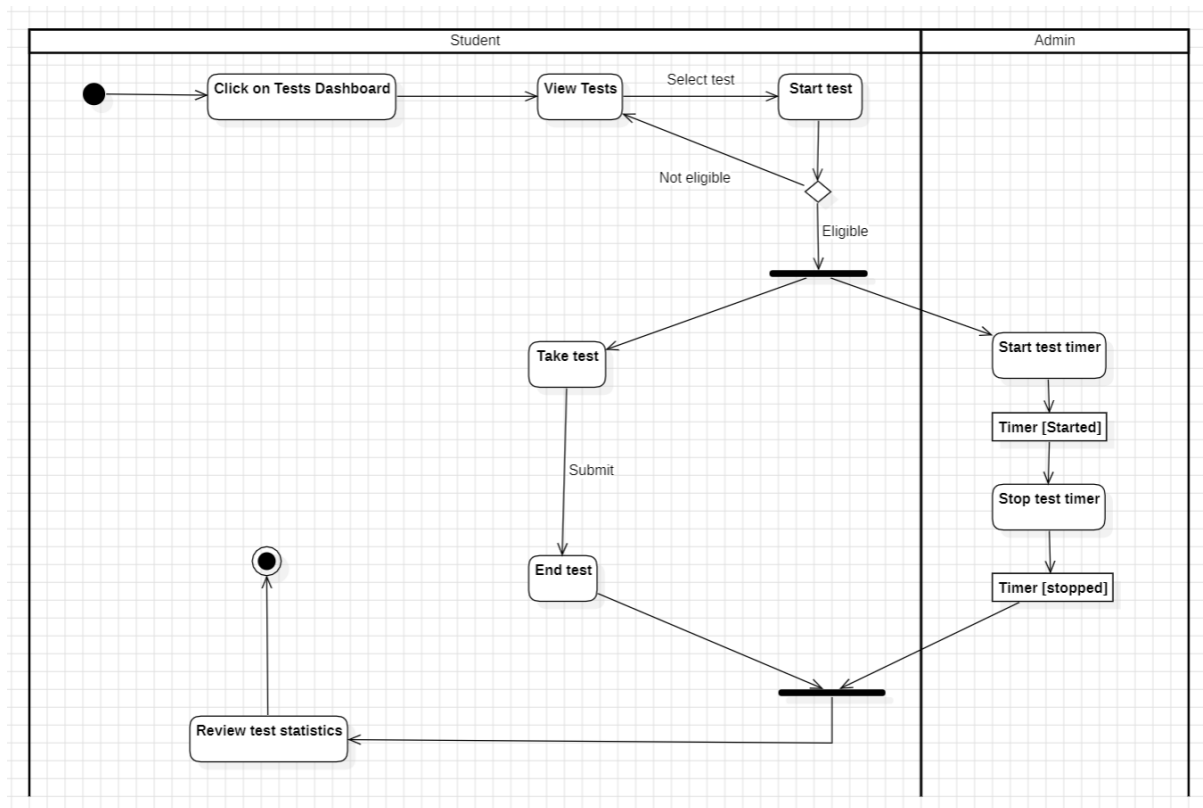 Student
Admin
Click on Tests Dashboard
View Tests
Select test
Start test
Not eligible
Eligible
Take test
Start test timer
Timer [Started]
Submit
Stop test timer
End test
Timer [stopped]
Review test statistics